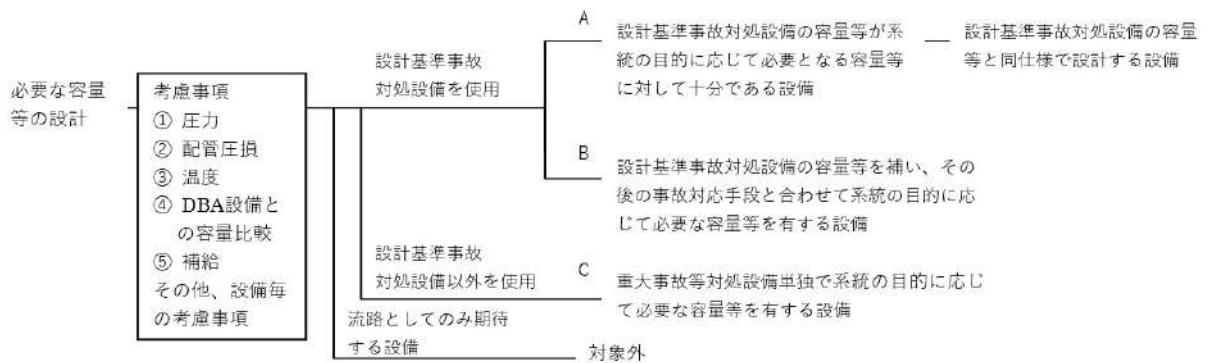 必要な容量
等の設計
考慮事項
① 圧力
② 配管圧損
③ 温度
④ DBA設備と
の容量比較
⑤ 補給
その他、設備毎
の考慮事項
設計基準事故
対処設備を使用
A
設計基準事故対処設備の容量等が系
統の目的に応じて必要となる容量等
に対して十分である設備
設計基準事故対処設備の容量
等と同仕様で設計する設備
B
設計基準事故対処設備の容量等を補い、その
後の事故対応手段と合わせて系統の目的に応
じて必要な容量等を有する設備
設計基準事故
対処設備以外を使用
C
重大事故等対処設備単独で系統の目的に応じ
て必要な容量等を有する設備
流路としてのみ期待
する設備
対象外